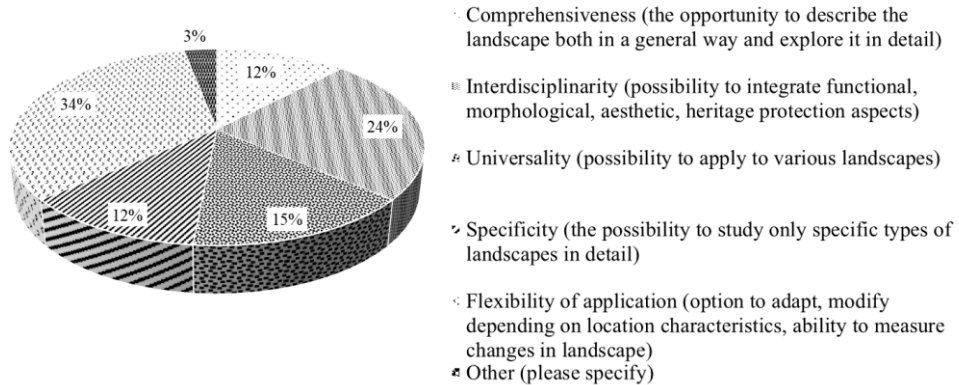 3%
12%
34%
24%
12%
15%
Comprehensiveness (the opportunity to describe the
landscape both in a general way and explore it in detail)
Interdisciplinarity (possibility to integrate functional,
morphological, aesthetic, heritage protection aspects)
Universality (possibility to apply to various landscapes)
Specificity (the possibility to study only specific types of
landscapes in detail)
Flexibility of application (option to adapt, modify
depending on location characteristics, ability to measure
changes in landscape)
Other (please specify)